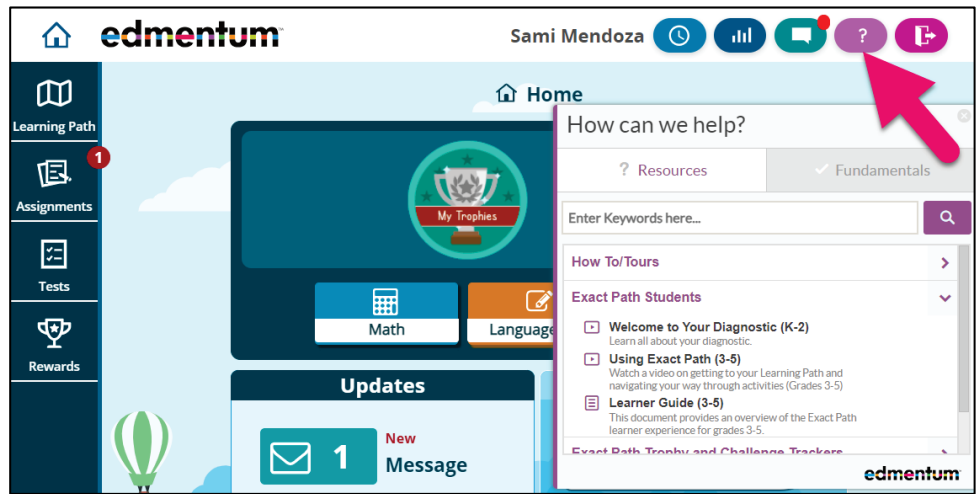 edmentum
Sami Mendoza
?
Home
Learning Path
1
Assignments
Tests
Rewards
My Trophies
Math
Language
Updates
1
New
Message
How can we help?
? Resources
Fundamentals
Enter Keywords here...
How To/Tours
Exact Path Students
Welcome to Your Diagnostic (K-2)
Learn all about your diagnostic.
Using Exact Path (3-5)
Watch a video on getting to your Learning Path and
navigating your way through activities (Grades 3-5)
Learner Guide (3-5)
This document provides an overview of the Exact Path
learner experience for grades 3-5.
Exact Path Trophy and Challenge Trackers
edmentum